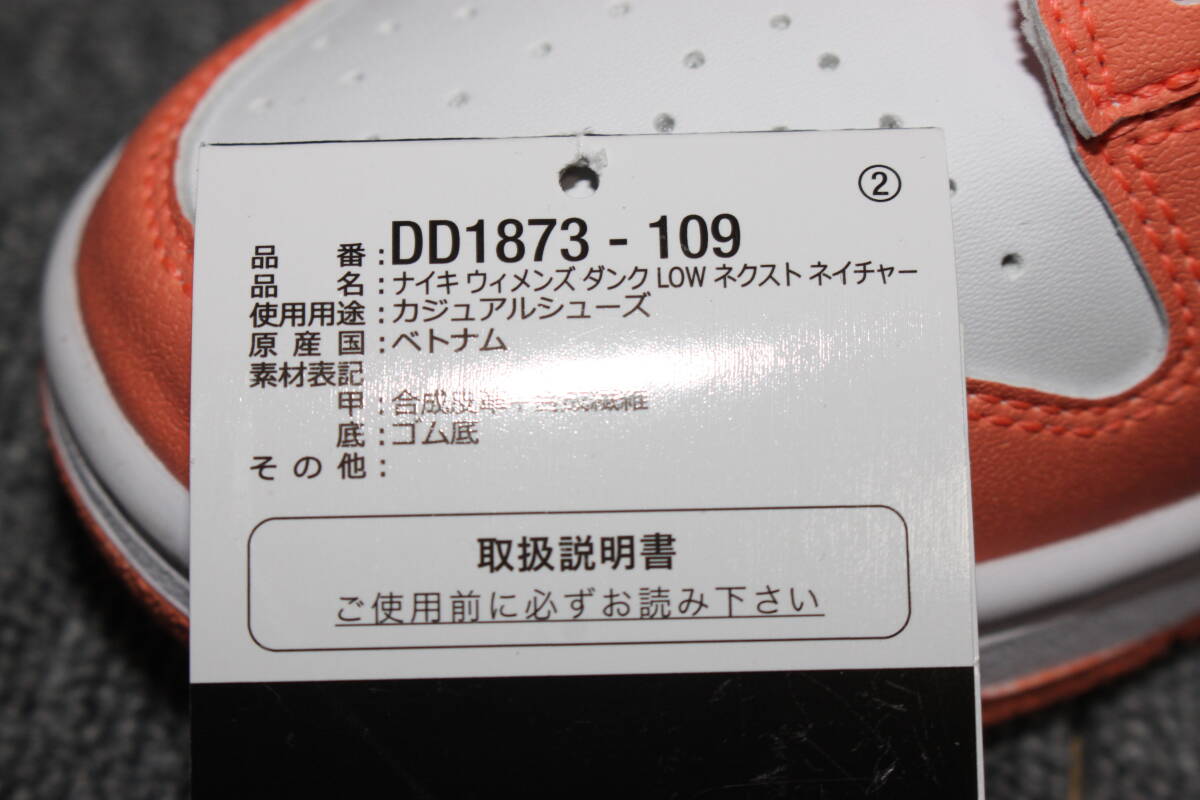 ②
品番:DD1873 - 109
品名:ナイキ ウィメンズ ダンク LOW ネクスト ネイチャー
使用用途:カジュアルシューズ
原産国:ベトナム
素材表記
甲:合成皮革+合成繊維
底:ゴム底
その他:
取扱説明書
ご使用前に必ずお読み下さい